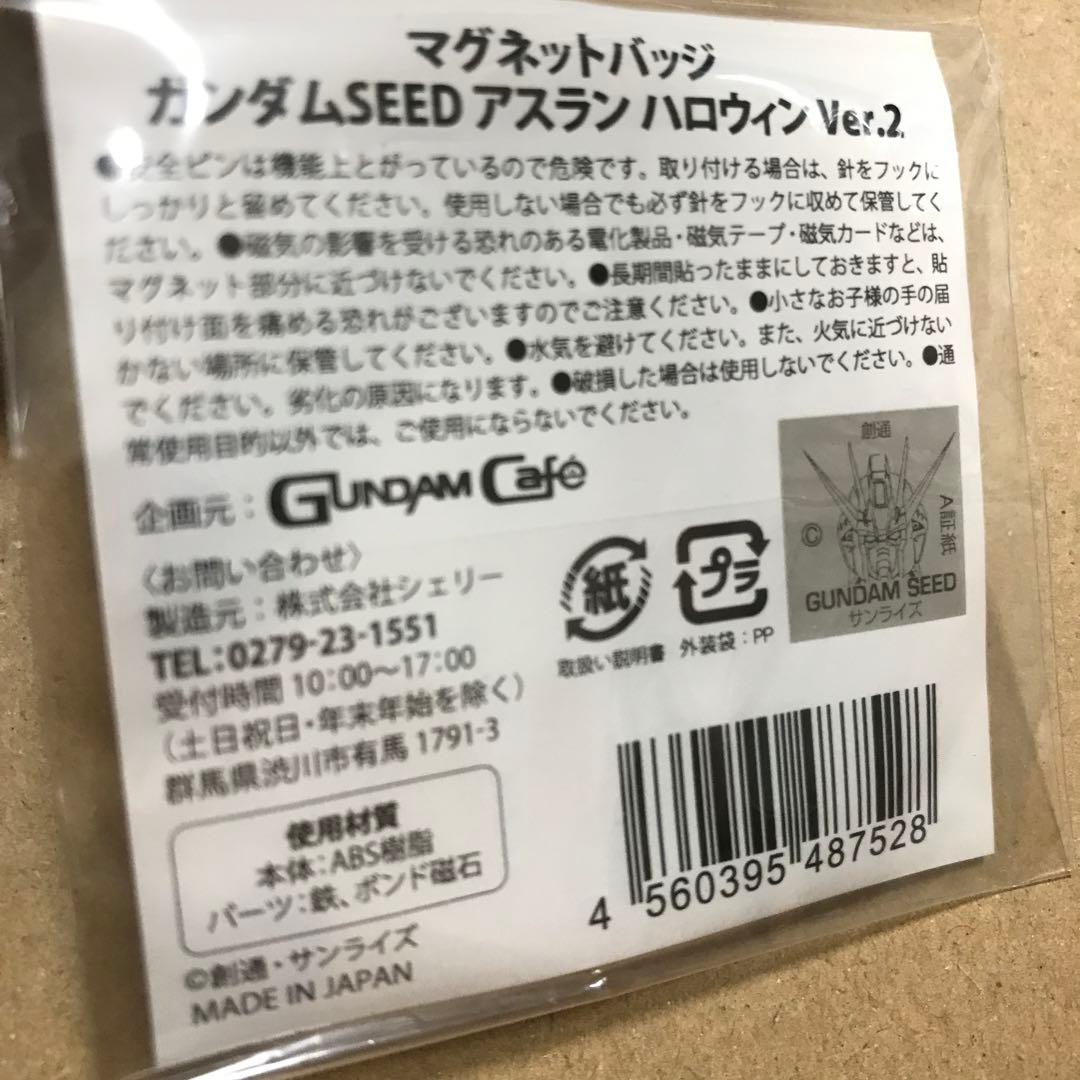 マグネットバッジ
ガンダムSEED アスラン ハロウィン Ver.2
●安全ピンは機能上とがっているので危険です。取り付ける場合は、針をフックに
しっかりと留めてください。使用しない場合でも必ず針をフックに収めて保管してく
ださい。●磁気の影響を受ける恐れのある電化製品・磁気テープ・磁気カードなどは、
マグネット部分に近づけないでください。●長期間貼ったままにしておきますと、貼
り付け面を痛める恐れがございますのでご注意ください。●小さなお子様の手の届
かない場所に保管してください。●水気を避けてください。また、火気に近づけない
でください。劣化の原因になります。●破損した場合は使用しないでください。●通
常使用目的以外では、ご使用にならないでください。
企画元：GUNDAM Café
〈お問い合わせ〉
製造元：株式会社シェリー
TEL：0279-23-1551
受付時間 10：00～17：00
（土日祝日・年末年始を除く）
群馬県渋川市有馬 1791-3
使用材質
本体：ABS樹脂
パーツ：鉄、ボンド磁石
©創通・サンライズ
MADE IN JAPAN
紙
取扱い説明書
プラ
外装袋：PP
創通
A証紙
©
GUNDAM SEED
サンライズ
4 560395 487528